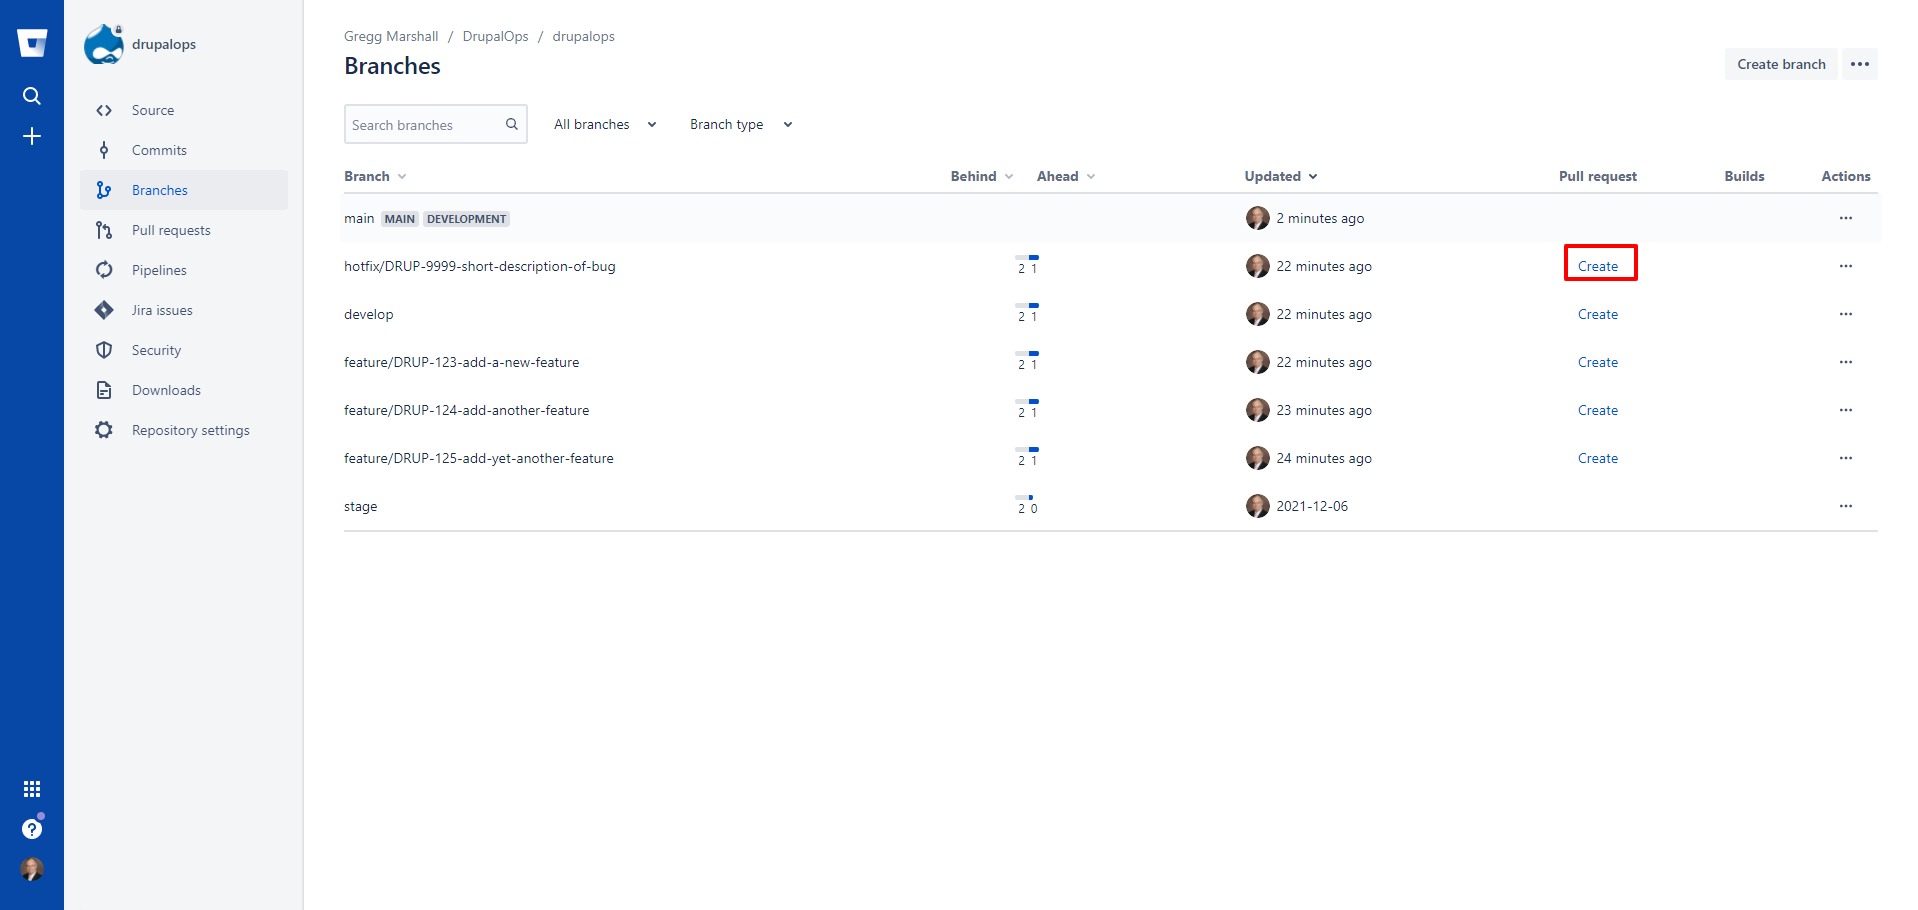 drupalops
Source
Commits
Branches
Pull requests
Pipelines
Jira issues
Security
Downloads
Repository settings
Gregg Marshall / DrupalOps / drupalops
Branches
Create branch
Search branches All branches Branch type
Branch Behind Ahead Updated Pull request Builds Actions
main MAIN DEVELOPMENT 2 minutes ago
hotfix/DRUP-9999-short-description-of-bug 2 1 22 minutes ago Create
develop 2 1 22 minutes ago Create
feature/DRUP-123-add-a-new-feature 2 1 22 minutes ago Create
feature/DRUP-124-add-another-feature 2 1 23 minutes ago Create
feature/DRUP-125-add-yet-another-feature 2 1 24 minutes ago Create
stage 2 0 2021-12-06